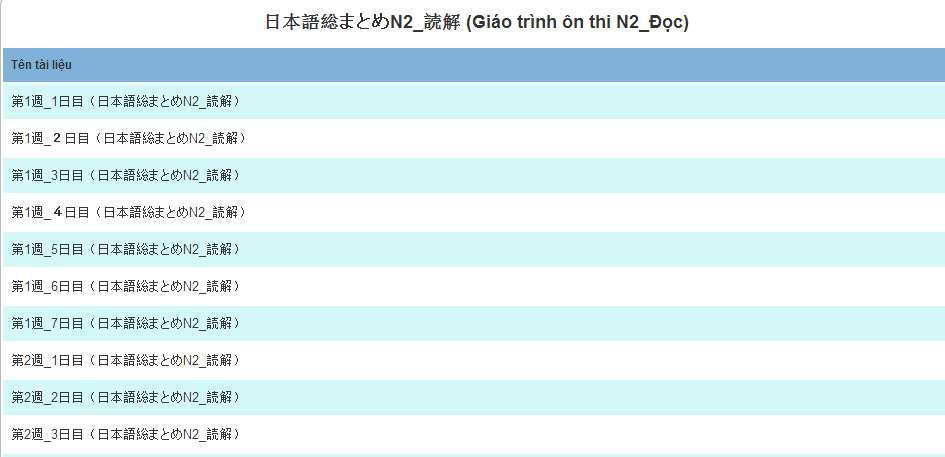 日本語総まとめN2_読解 (Giáo trình ôn thi N2_Đọc)
Tên tài liệu
第1週_1日目（日本語総まとめN2_読解）
第1週_２日目（日本語総まとめN2_読解）
第1週_3日目（日本語総まとめN2_読解）
第1週_４日目（日本語総まとめN2_読解）
第1週_5日目（日本語総まとめN2_読解）
第1週_6日目（日本語総まとめN2_読解）
第1週_7日目（日本語総まとめN2_読解）
第2週_1日目（日本語総まとめN2_読解）
第2週_2日目（日本語総まとめN2_読解）
第2週_3日目（日本語総まとめN2_読解）